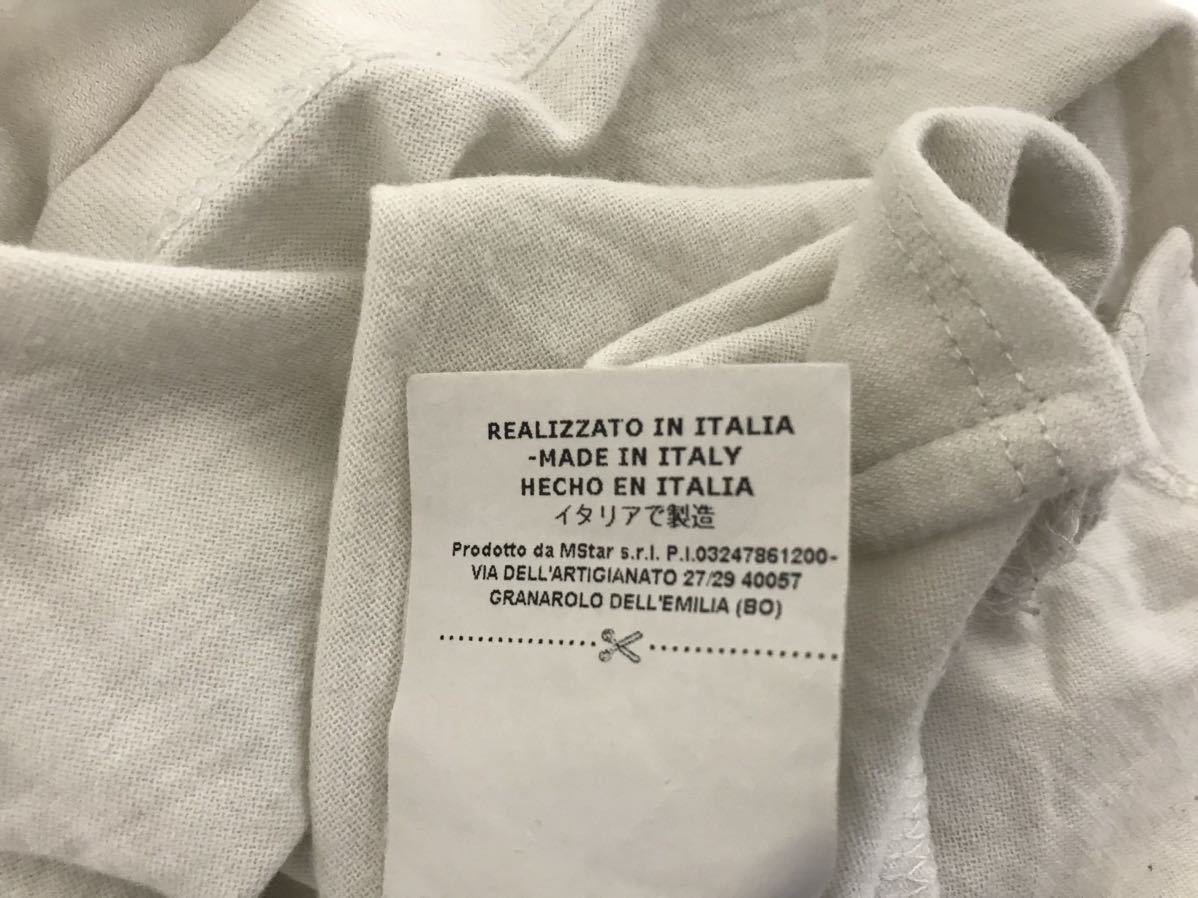 REALIZZATO IN ITALIA
-MADE IN ITALY
HECHO EN ITALIA
イタリアで製造
Prodotto da MStar s.r.l. P.I.03247861200-
VIA DELL'ARTIGIANATO 27/29 40057
GRANAROLO DELL'EMILIA (BO)